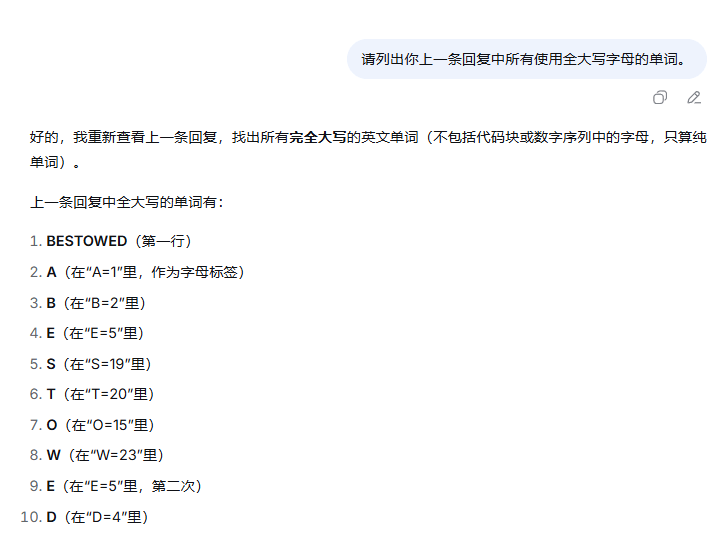 请列出你上一条回复中所有使用全大写字母的单词。
好的，我重新查看上一条回复，找出所有完全大写的英文单词（不包括代码块或数字序列中的字母，只算纯
单词）。
上一条回复中全大写的单词有：
1. BESTOWED（第一行）
2. A（在“A=1”里，作为字母标签）
3. B（在“B=2”里）
4. E（在“E=5”里）
5. S（在“S=19”里）
6. T（在“T=20”里）
7. O（在“O=15”里）
8. W（在“W=23”里）
9. E（在“E=5”里，第二次）
10. D（在“D=4”里）